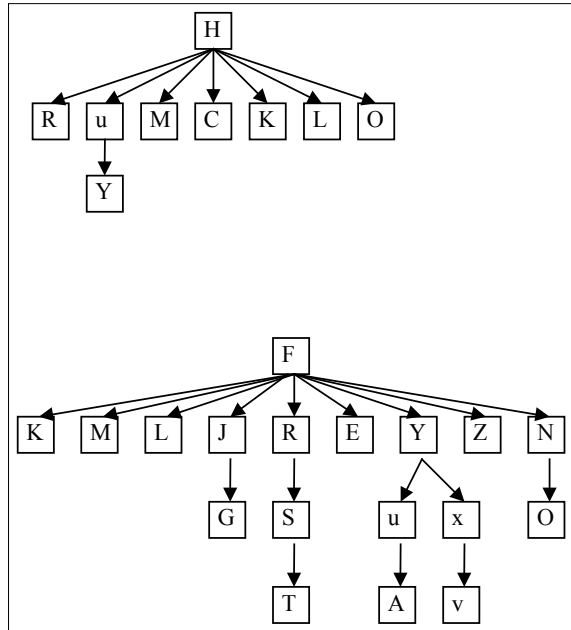 H
R u M C K L O
Y
F
K M L J R E Y Z N
G S u x O
T A v